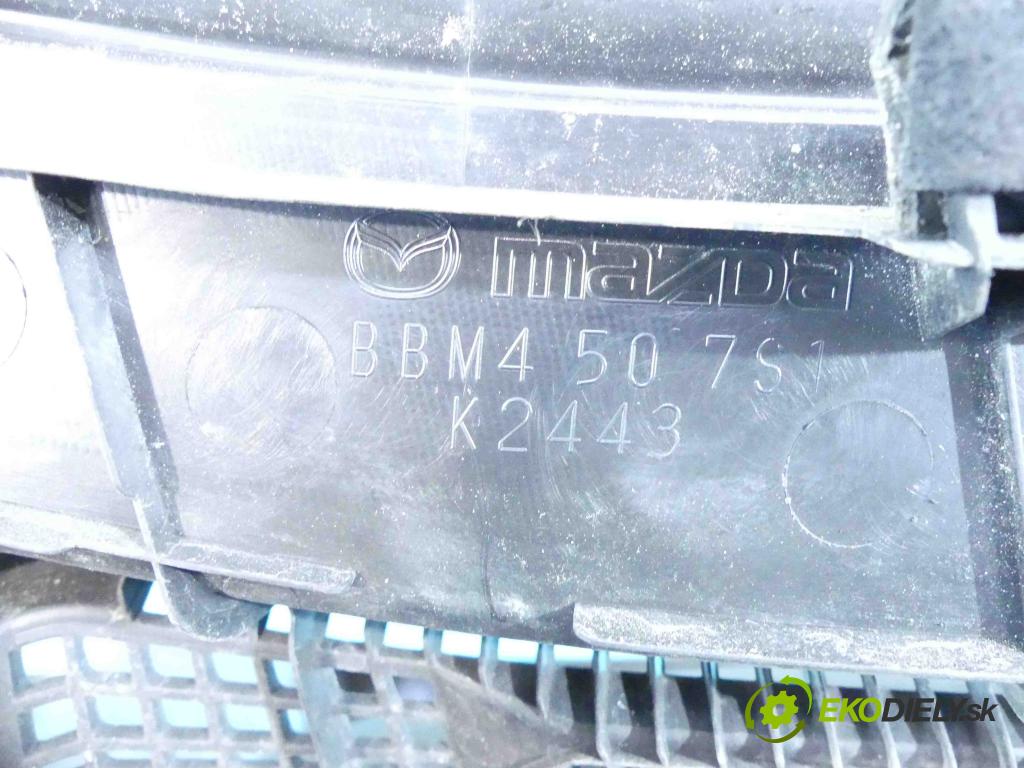 mazda
BBM4 50 7S1
K2443
EKODIELY.sk